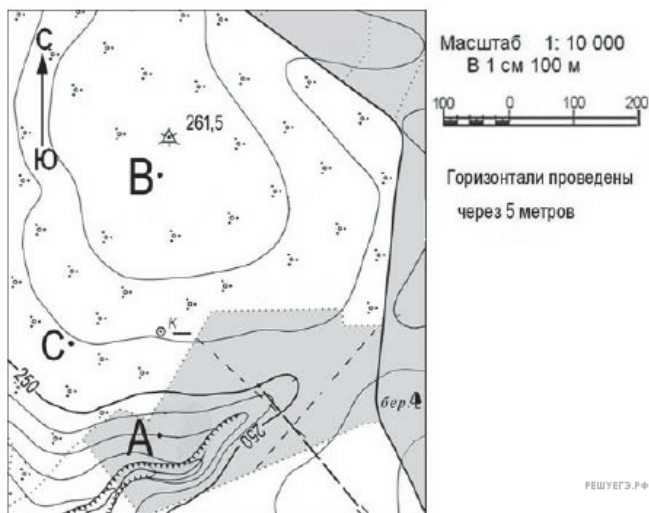 С
Ю
261,5
В
К
С
250
А
250
бер.
Масштаб 1: 10 000
В 1 см 100 м
100 0 100 200
Горизонтали проведены
через 5 метров
РЕШУЕГЭ.РФ